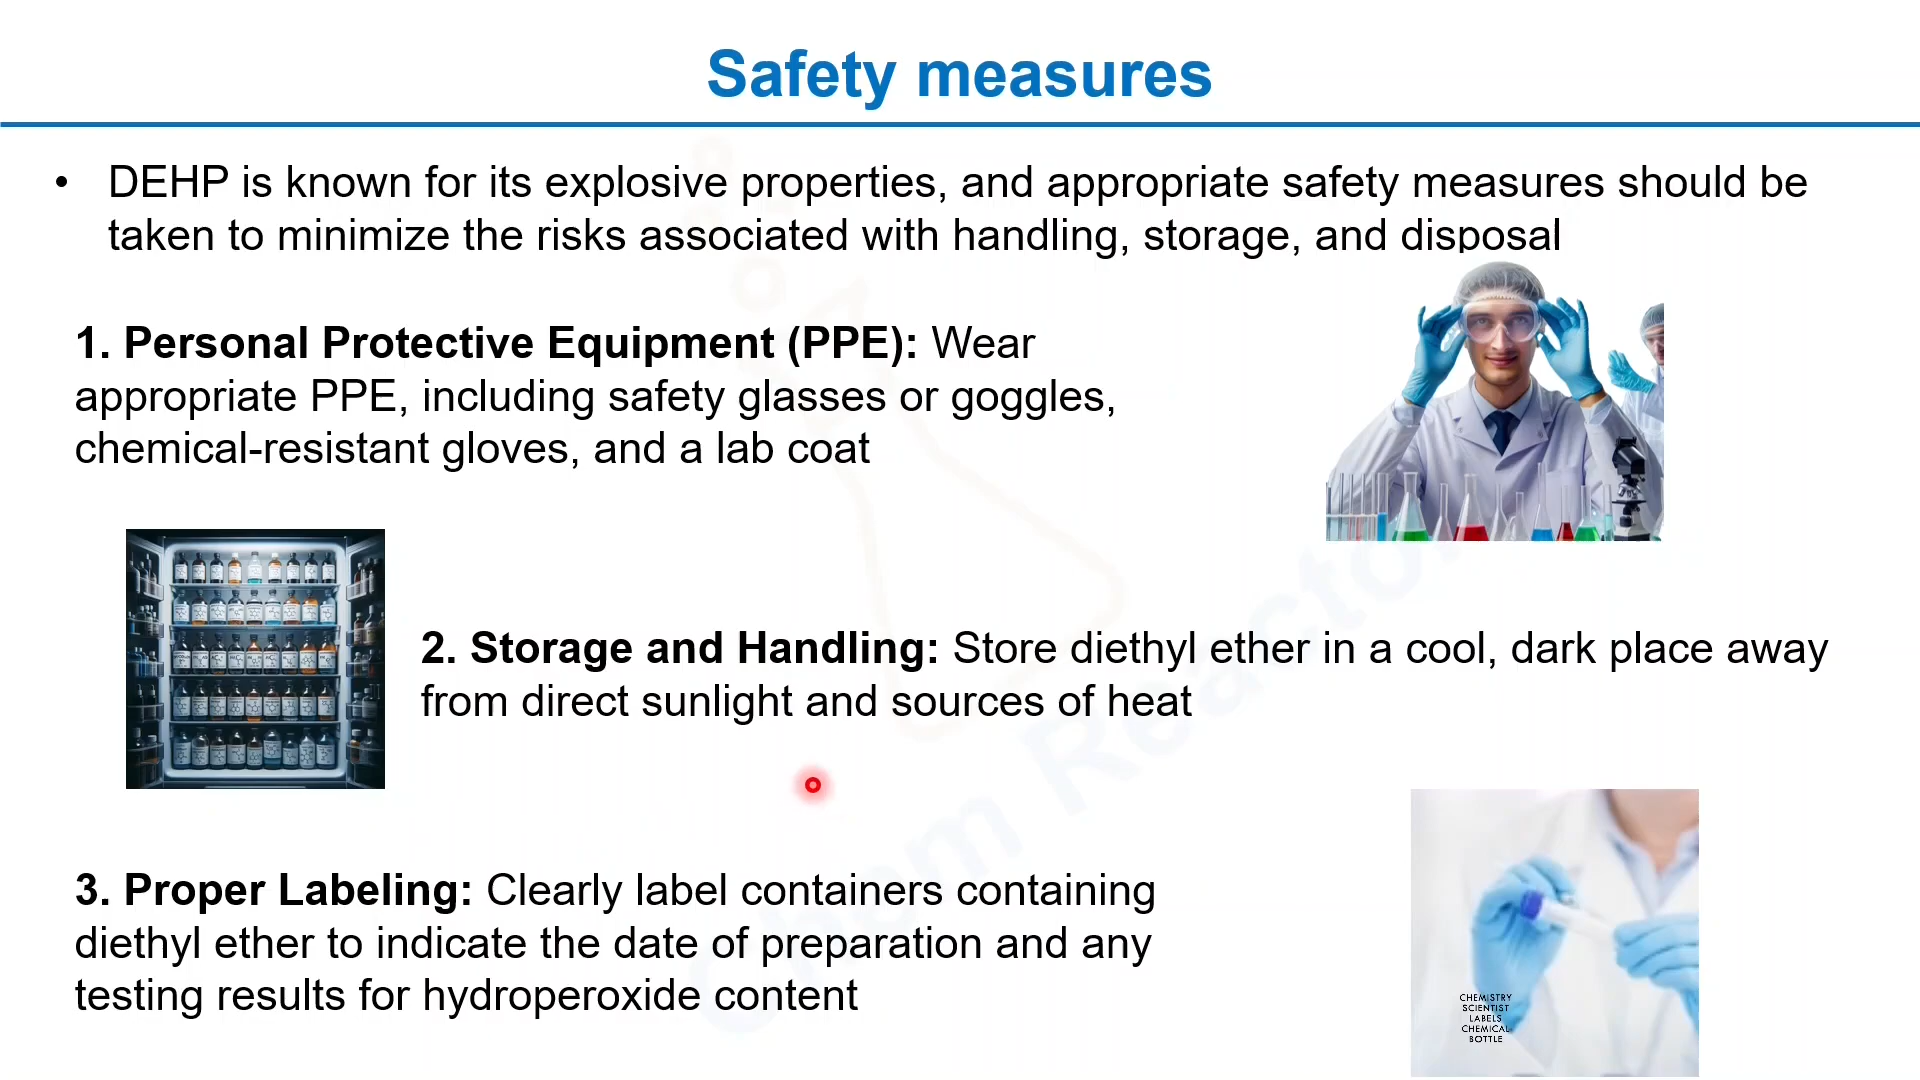 Safety measures
• DEHP is known for its explosive properties, and appropriate safety measures should be
taken to minimize the risks associated with handling, storage, and disposal
1. Personal Protective Equipment (PPE): Wear
appropriate PPE, including safety glasses or goggles,
chemical-resistant gloves, and a lab coat
2. Storage and Handling: Store diethyl ether in a cool, dark place away
from direct sunlight and sources of heat
3. Proper Labeling: Clearly label containers containing
diethyl ether to indicate the date of preparation and any
testing results for hydroperoxide content
CHEMISTRY
SCIENTIST
LABELS
CHEMICAL-
BOTTLE
Chom Reactor